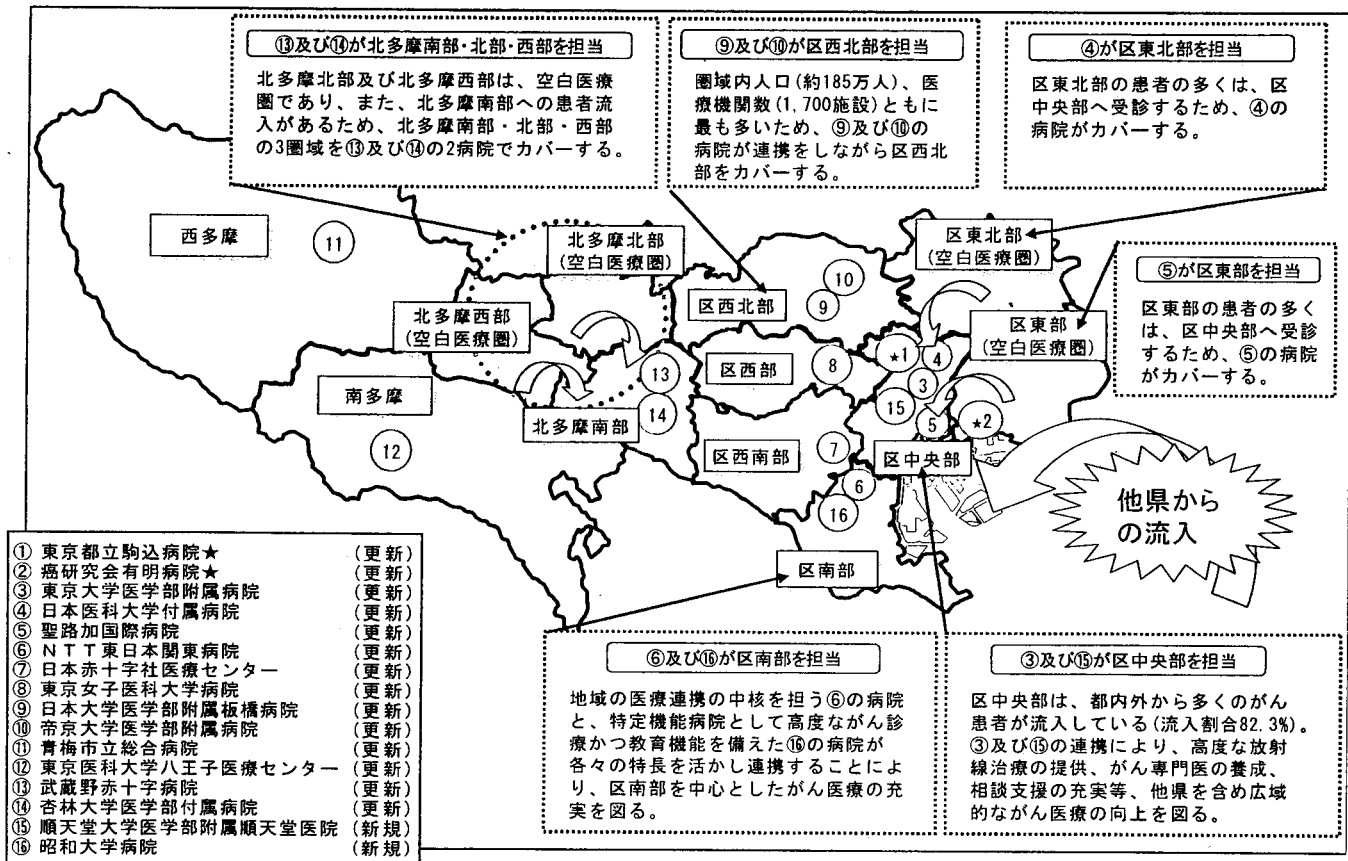 ⑬及び⑭が北多摩南部・北部・西部を担当
北多摩北部及び北多摩西部は、空白医療
圏であり、また、北多摩南部への患者流
入があるため、北多摩南部・北部・西部
の3圏域を⑬及び⑭の2病院でカバーする。
⑨及び⑩が区西北部を担当
圏域内人口(約185万人)、医
療機関数(1,700施設)ともに
最も多いため、⑨及び⑩の
病院が連携をしながら区西北
部をカバーする。
④が区東北部を担当
区東北部の患者の多くは、区
中央部へ受診するため、④の
病院がカバーする。
⑤が区東部を担当
区東部の患者の多く
は、区中央部へ受診
するため、⑤の病院
がカバーする。
西多摩
⑪
北多摩北部
(空白医療圏)
区東北部
(空白医療圏)
⑩
区西北部
⑨
北多摩西部
(空白医療圏)
区東部
(空白医療圏)
★1
④
区西部
⑧
⑬
③
南多摩
⑮
⑭
北多摩南部
⑤
★2
⑫
区西南部
⑦
区中央部
⑥
⑯
他県から
の流入
区南部
① 東京都立駒込病院★ (更新)
② 癌研究会有明病院★ (更新)
③ 東京大学医学部附属病院 (更新)
④ 日本医科大学付属病院 (更新)
⑤ 聖路加国際病院 (更新)
⑥ NTT東日本関東病院 (更新)
⑦ 日本赤十字社医療センター (更新)
⑧ 東京女子医科大学病院 (更新)
⑨ 日本大学医学部附属板橋病院 (更新)
⑩ 帝京大学医学部附属病院 (更新)
⑪ 青梅市立総合病院 (更新)
⑫ 東京医科大学八王子医療センター (更新)
⑬ 武蔵野赤十字病院 (更新)
⑭ 杏林大学医学部付属病院 (更新)
⑮ 順天堂大学医学部附属順天堂医院 (新規)
⑯ 昭和大学病院 (新規)
⑥及び⑯が区南部を担当
地域の医療連携の中核を担う⑥の病院
と、特定機能病院として高度ながん診
療かつ教育機能を備えた⑯の病院が
各々の特長を活かし連携することによ
り、区南部を中心としたがん医療の充
実を図る。
③及び⑮が区中央部を担当
区中央部は、都内外から多くのがん
患者が流入している(流入割合82.3%)。
③及び⑮の連携により、高度な放射
線治療の提供、がん専門医の養成、
相談支援の充実等、他県を含め広域
的ながん医療の向上を図る。